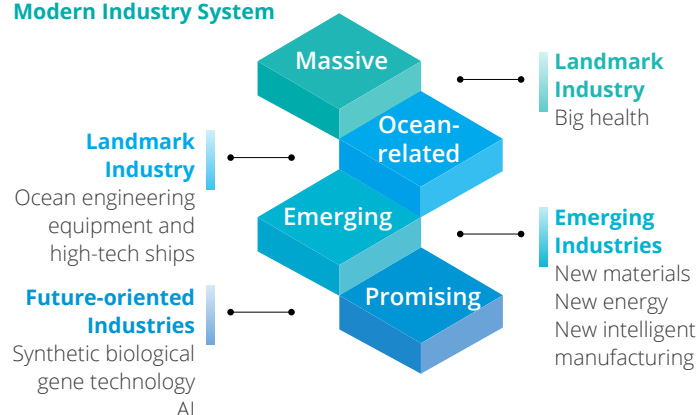 Modern Industry System
Massive
Landmark
Industry
Big health
Ocean-
related
Landmark
Industry
Ocean engineering
equipment and
high-tech ships
Emerging
Emerging
Industries
New materials
New energy
New intelligent
manufacturing
Promising
Future-oriented
Industries
Synthetic biological
gene technology
AI